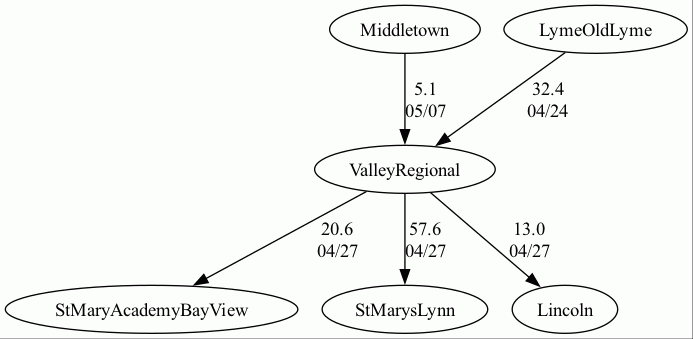 Middletown
LymeOldLyme
5.1
05/07
32.4
04/24
ValleyRegional
20.6
04/27
57.6
04/27
13.0
04/27
StMaryAcademyBayView
StMarysLynn
Lincoln